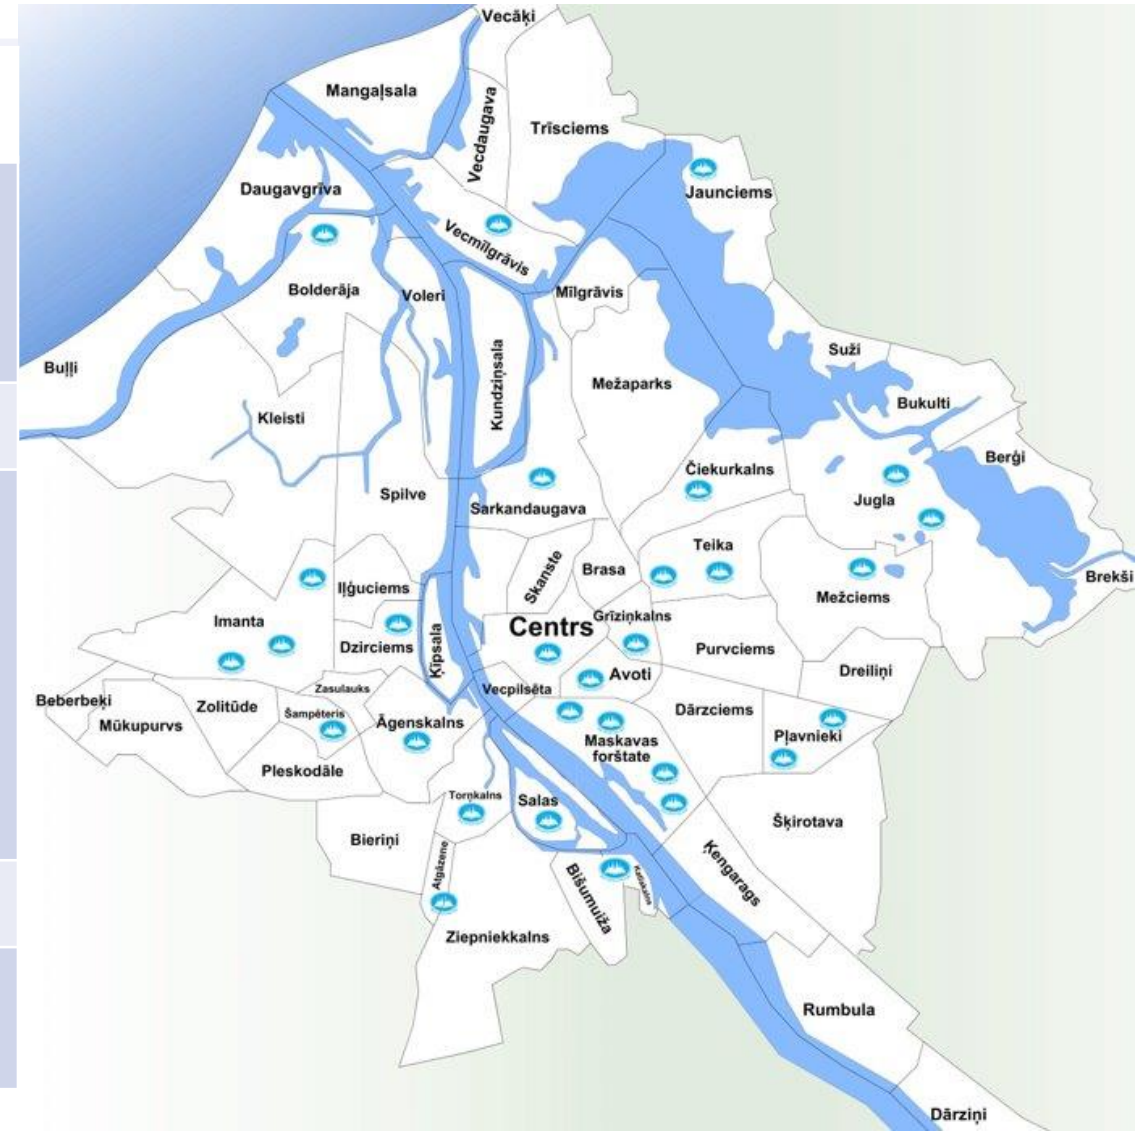 Vecāķi
Mangaļsala
Vecdaugava
Trīsciems
Jaunciems
Daugavgrīva
Vecmīlgrāvis
Bolderāja
Voleri
Mīlgrāvis
Suži
Buļļi
Kundziņsala
Mežaparks
Bukulti
Kleisti
Berģi
Čiekurkalns
Jugla
Spilve
Sarkandaugava
Teika
Skanste
Brasa
Brekši
Iļģuciems
Mežciems
Imanta
Grīziņkalns
Centrs
Dzirciems
Ķīpsala
Purvciems
Dreiliņi
Avoti
Zasulauks
Vecpilsēta
Beberbeķi
Zolitūde
Šampēteris
Dārzciems
Mūkupurvs
Āgenskalns
Pļavnieki
Maskavas
forštate
Pleskodāle
Torņkalns
Salas
Šķirotava
Bieriņi
Atgāzene
Bišumuiža
Katlakalns
Ķengarags
Ziepniekkalns
Rumbula
Dārziņi